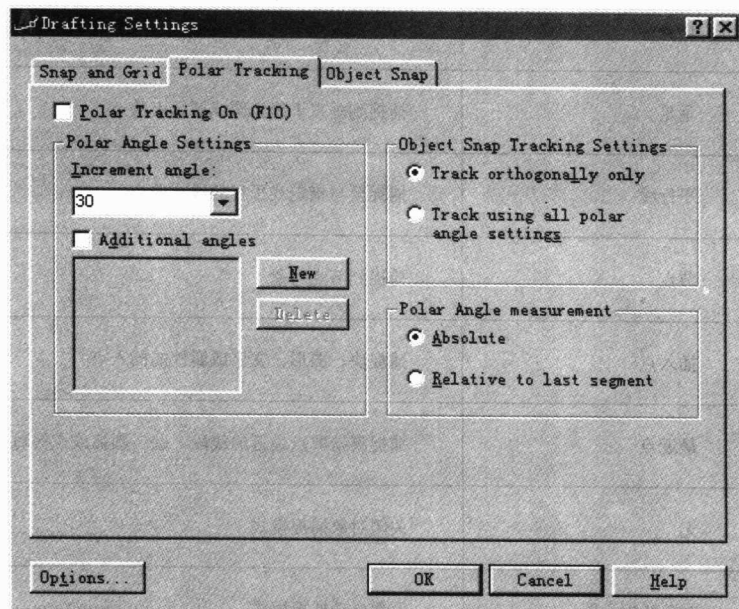 Drafting Settings
Snap and Grid
Polar Tracking
Object Snap
Polar Tracking On (F10)
Polar Angle Settings
Increment angle:
30
Additional angles
New
Delete
Object Snap Tracking Settings
Track orthogonally only
Track using all polar
angle settings
Polar Angle measurement
Absolute
Relative to last segment
Options...
OK
Cancel
Help